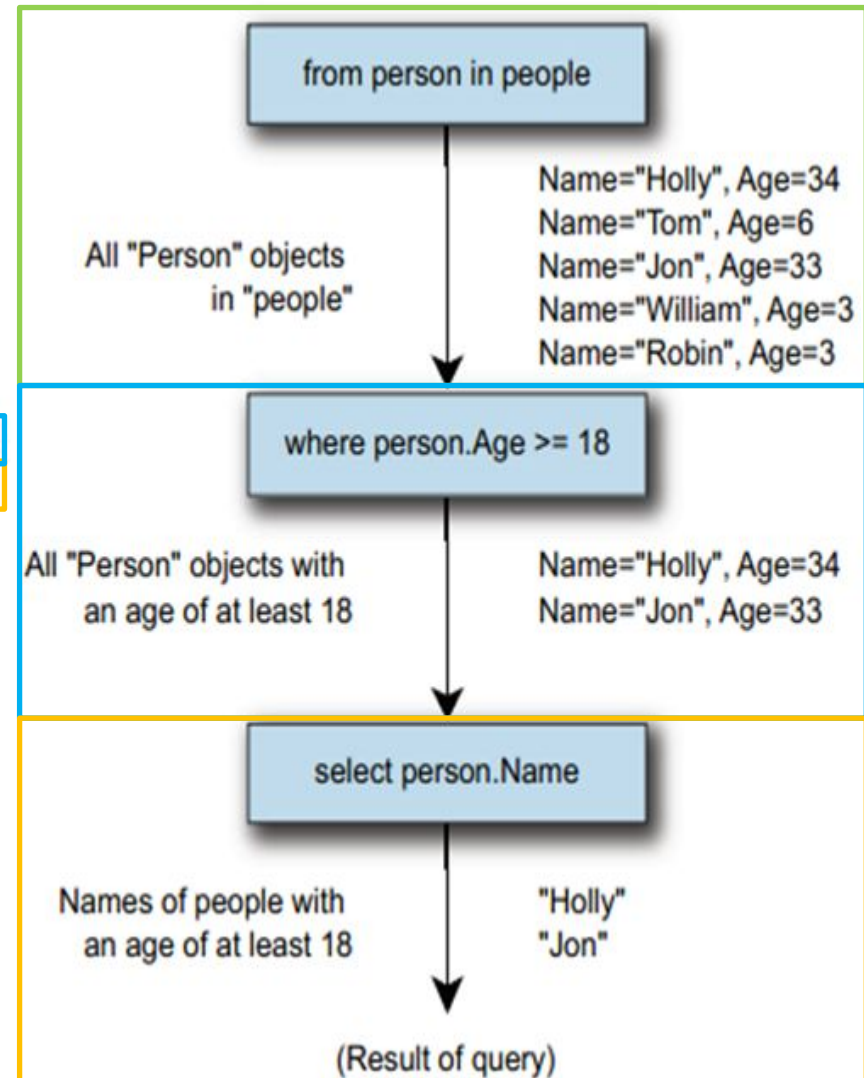 from person in people
All "Person" objects
in "people"
Name="Holly", Age=34
Name="Tom", Age=6
Name="Jon", Age=33
Name="William", Age=3
Name="Robin", Age=3
where person.Age >= 18
All "Person" objects with
an age of at least 18
Name="Holly", Age=34
Name="Jon", Age=33
select person.Name
Names of people with
an age of at least 18
"Holly"
"Jon"
(Result of query)